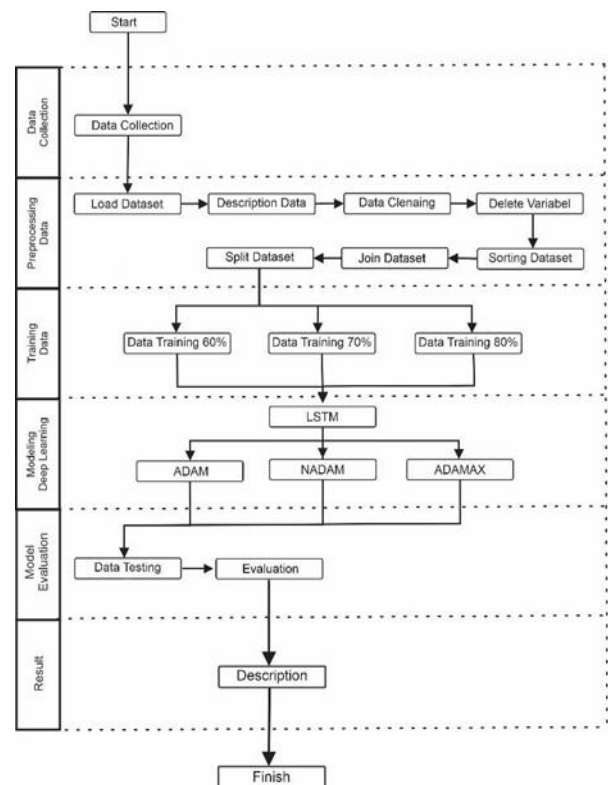 Start
Data
Collection
Data Collection
Preprocessing
Data
Load Dataset
Description Data
Data Clenaing
Delete Variabel
Split Dataset
Join Dataset
Sorting Dataset
Training
Data
Data Training 60%
Data Training 70%
Data Training 80%
Modeling
Deep Learning
LSTM
ADAM
NADAM
ADAMAX
Model
Evaluation
Data Testing
Evaluation
Result
Description
Finish